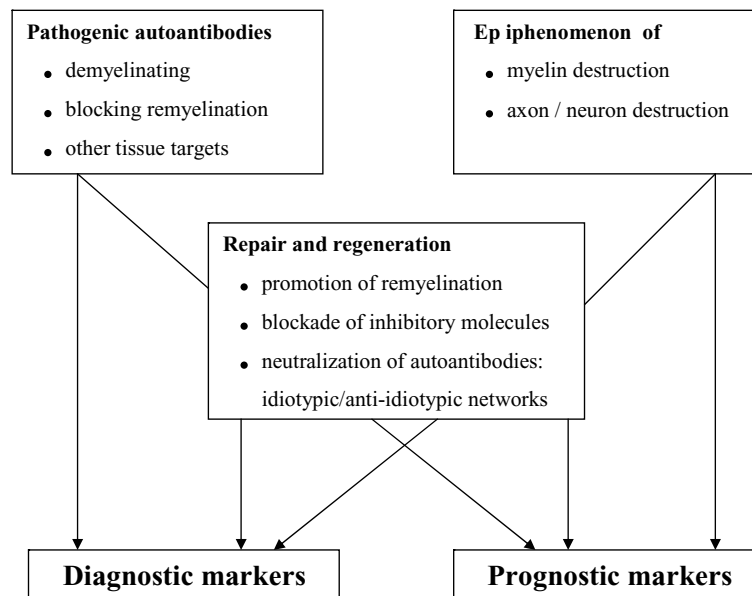 Pathogenic autoantibodies
• demyelinating
• blocking remyelination
• other tissue targets
Ep iphenomenon of
• myelin destruction
• axon / neuron destruction
Repair and regeneration
• promotion of remyelination
• blockade of inhibitory molecules
• neutralization of autoantibodies:
idiotypic/anti-idiotypic networks
Diagnostic markers
Prognostic markers